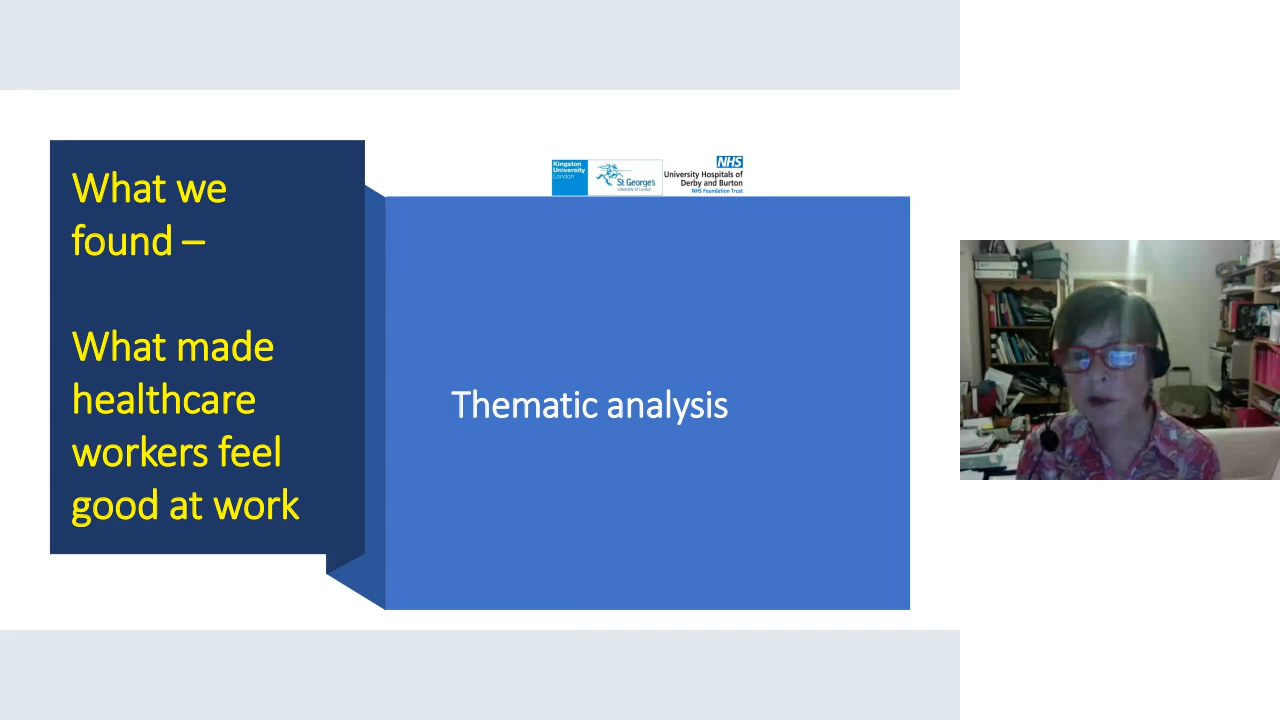 What we
found –
What made
healthcare
workers feel
good at work
Kingston
University
London
St George's
University of London
NHS
University Hospitals of
Derby and Burton
NHS Foundation Trust
Thematic analysis